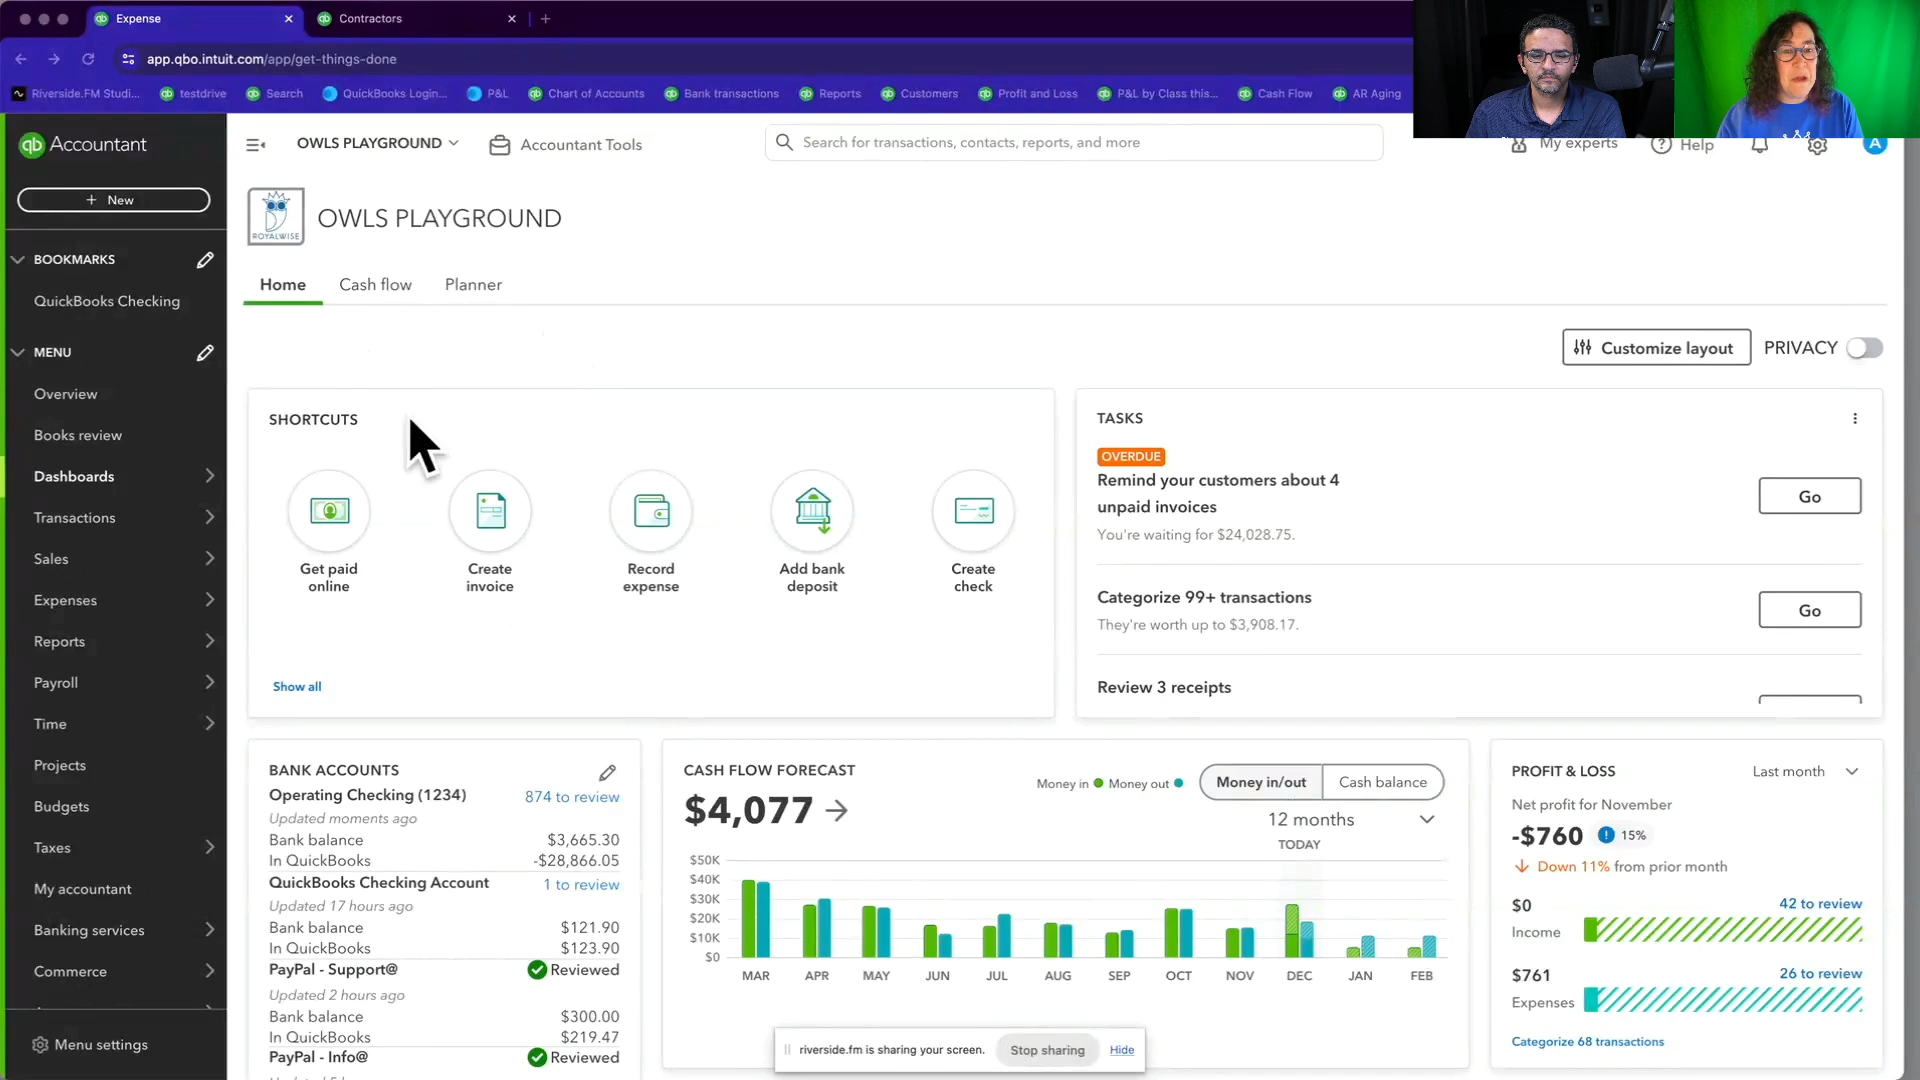 Expense
Contractors
app.qbo.intuit.com/app/get-things-done
Riverside.FM Studi...
testdrive
Search
QuickBooks Login...
P&L
Chart of Accounts
Bank transactions
Reports
Customers
Profit and Loss
P&L by Class this...
Cash Flow
AR Aging
qb Accountant
OWLS PLAYGROUND
Accountant Tools
Search for transactions, contacts, reports, and more
My experts
Help
A
+ New
BOOKMARKS
QuickBooks Checking
MENU
Overview
Books review
Dashboards
Transactions
Sales
Expenses
Reports
Payroll
Time
Projects
Budgets
Taxes
My accountant
Banking services
Commerce
Menu settings
ROYALWISE
OWLS PLAYGROUND
Home
Cash flow
Planner
Customize layout
PRIVACY
SHORTCUTS
Get paid
online
Create
invoice
Record
expense
Add bank
deposit
Create
check
Show all
TASKS
OVERDUE
Remind your customers about 4
unpaid invoices
You're waiting for $24,028.75.
Go
Categorize 99+ transactions
They're worth up to $3,908.17.
Go
Review 3 receipts
BANK ACCOUNTS
Operating Checking (1234)
874 to review
Updated moments ago
Bank balance $3,665.30
In QuickBooks -$28,866.05
QuickBooks Checking Account
1 to review
Updated 17 hours ago
Bank balance $121.90
In QuickBooks $123.90
PayPal - Support@
Reviewed
Updated 2 hours ago
Bank balance $300.00
In QuickBooks $219.47
PayPal - Info@
Reviewed
CASH FLOW FORECAST
$4,077
Money in
Money out
Money in/out
Cash balance
12 months
TODAY
$50K
$40K
$30K
$20K
$10K
$0
MAR APR MAY JUN JUL AUG SEP OCT NOV DEC JAN FEB
PROFIT & LOSS
Last month
Net profit for November
-$760
15%
Down 11% from prior month
$0
42 to review
Income
$761
26 to review
Expenses
Categorize 68 transactions
riverside.fm is sharing your screen.
Stop sharing
Hide